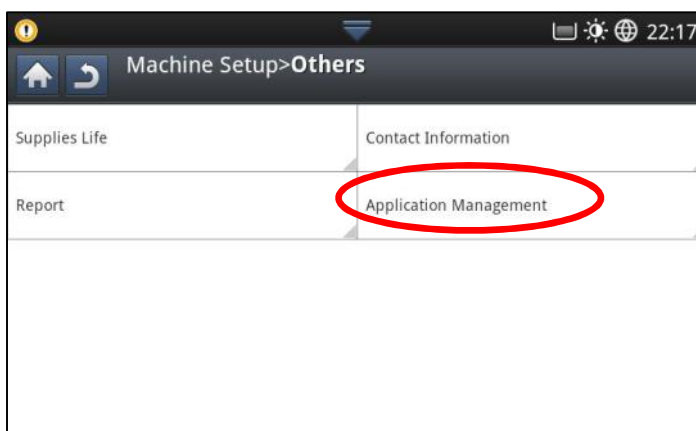 22:17
Machine Setup>Others
Supplies Life
Contact Information
Report
Application Management